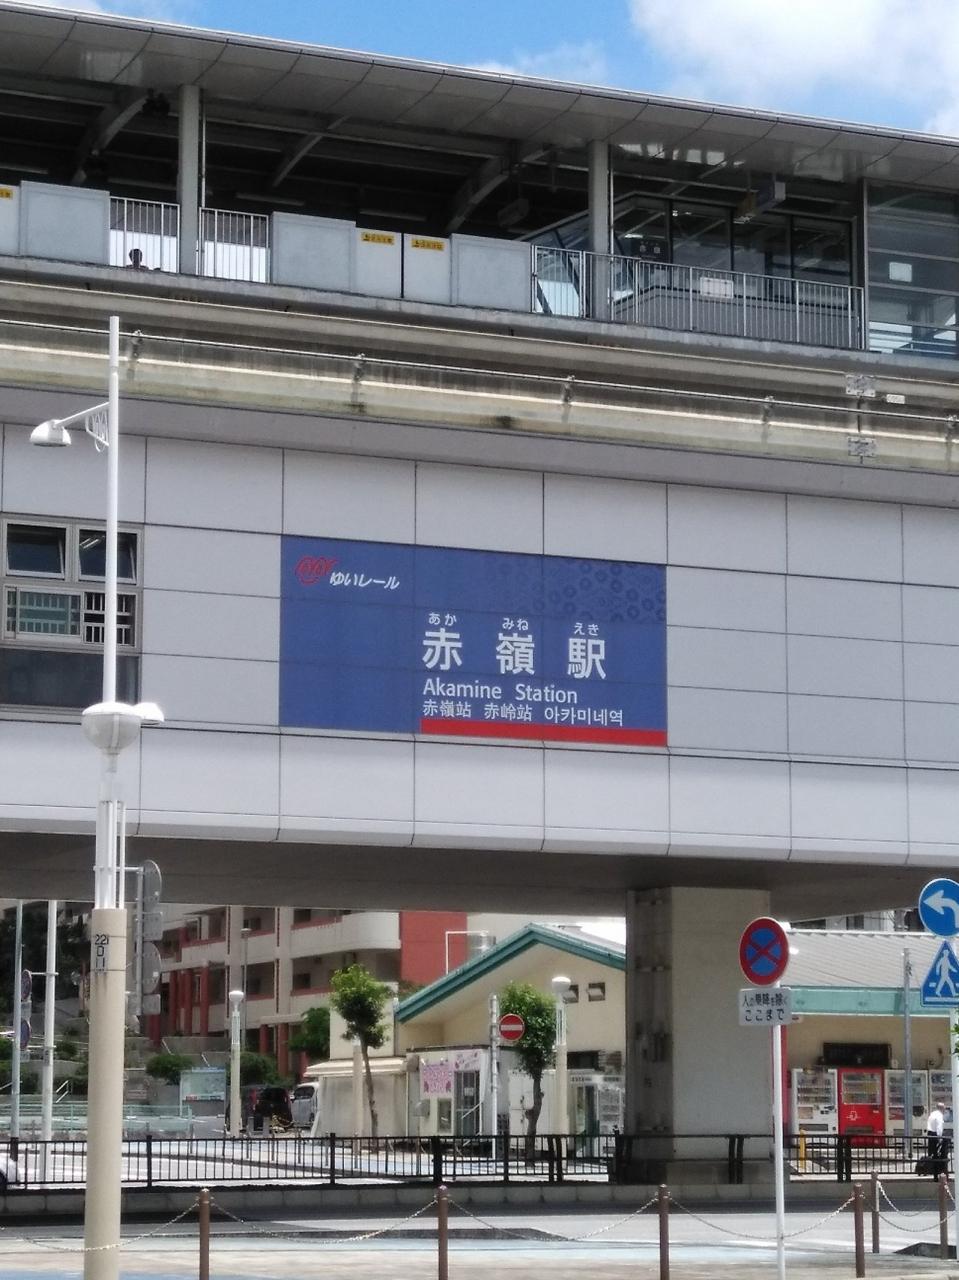 ゆいレール
あか みね えき
赤嶺駅
Akamine Station
赤嶺站 赤岭站 아카미네역
人の乗降を除く
ここまで